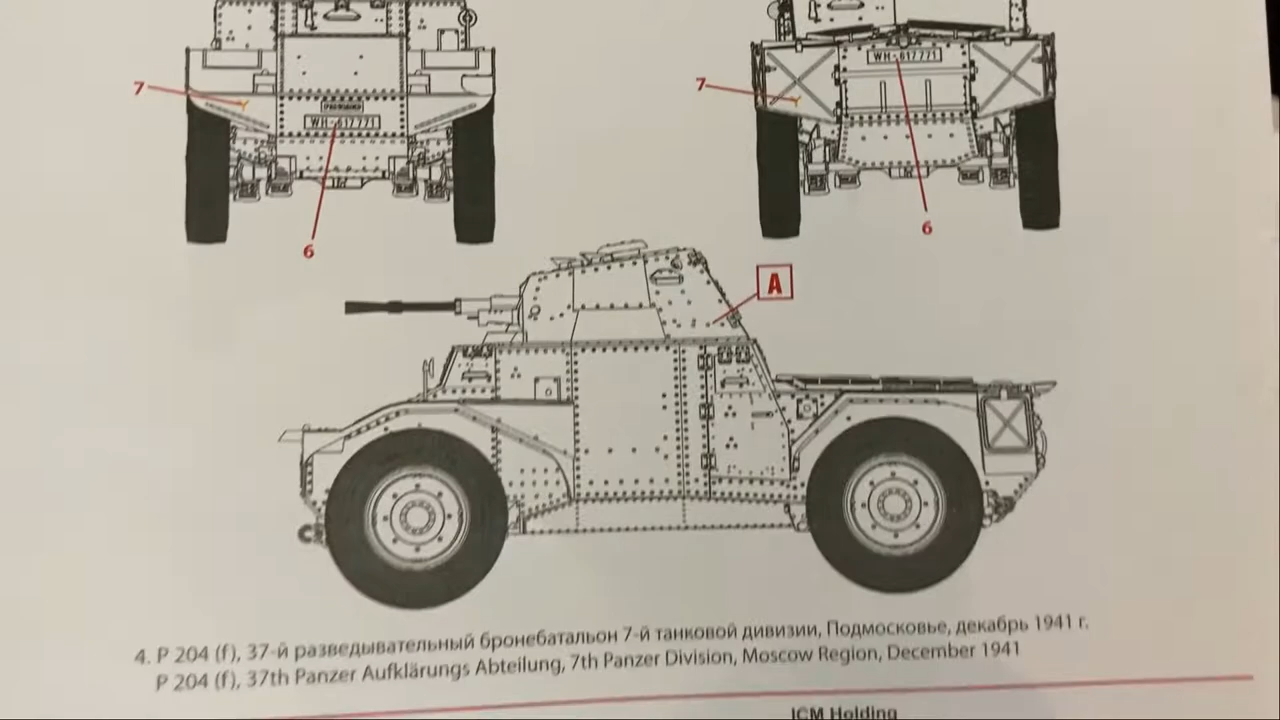 7
7
WH-617771
WH-617771
6
6
A
4. P 204 (f), 37-й разведывательный бронебатальон 7-й танковой дивизии, Подмосковье, декабрь 1941 г.
P 204 (f), 37th Panzer Aufklärungs Abteilung, 7th Panzer Division, Moscow Region, December 1941
ICM Holding